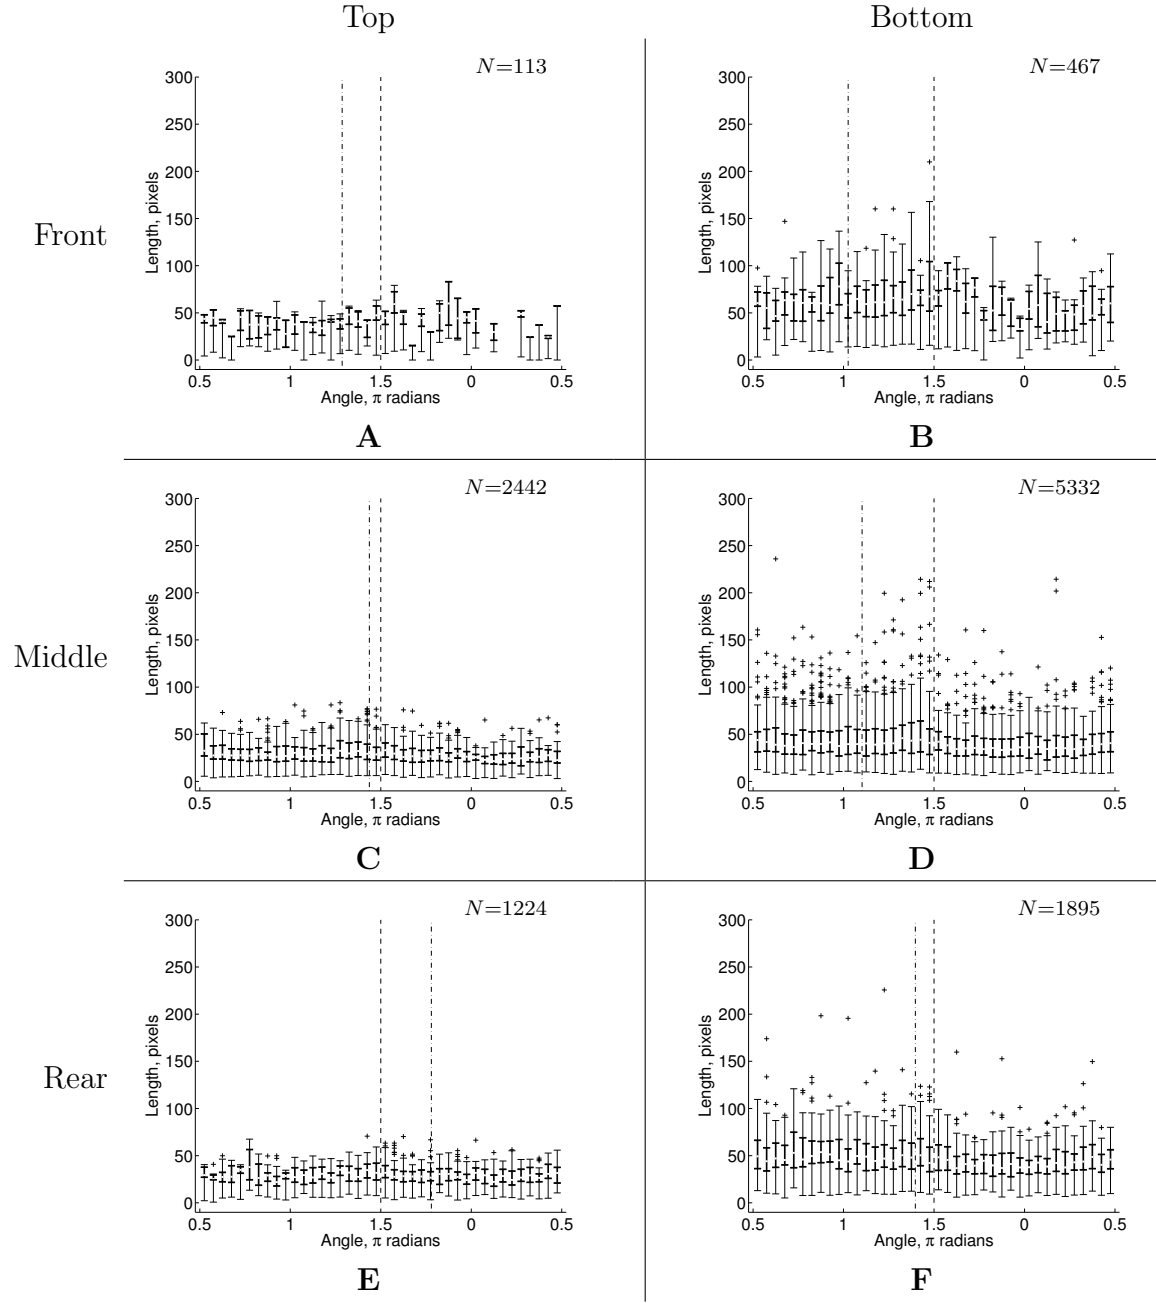 Top Bottom
Front
N=113
300
250
200
150
100
50
0
Length, pixels
0.5 1 1.5 0 0.5
Angle, π radians
A
N=467
300
250
200
150
100
50
0
Length, pixels
0.5 1 1.5 0 0.5
Angle, π radians
B
Middle
N=2442
300
250
200
150
100
50
0
Length, pixels
0.5 1 1.5 0 0.5
Angle, π radians
C
N=5332
300
250
200
150
100
50
0
Length, pixels
0.5 1 1.5 0 0.5
Angle, π radians
D
Rear
N=1224
300
250
200
150
100
50
0
Length, pixels
0.5 1 1.5 0 0.5
Angle, π radians
E
N=1895
300
250
200
150
100
50
0
Length, pixels
0.5 1 1.5 0 0.5
Angle, π radians
F